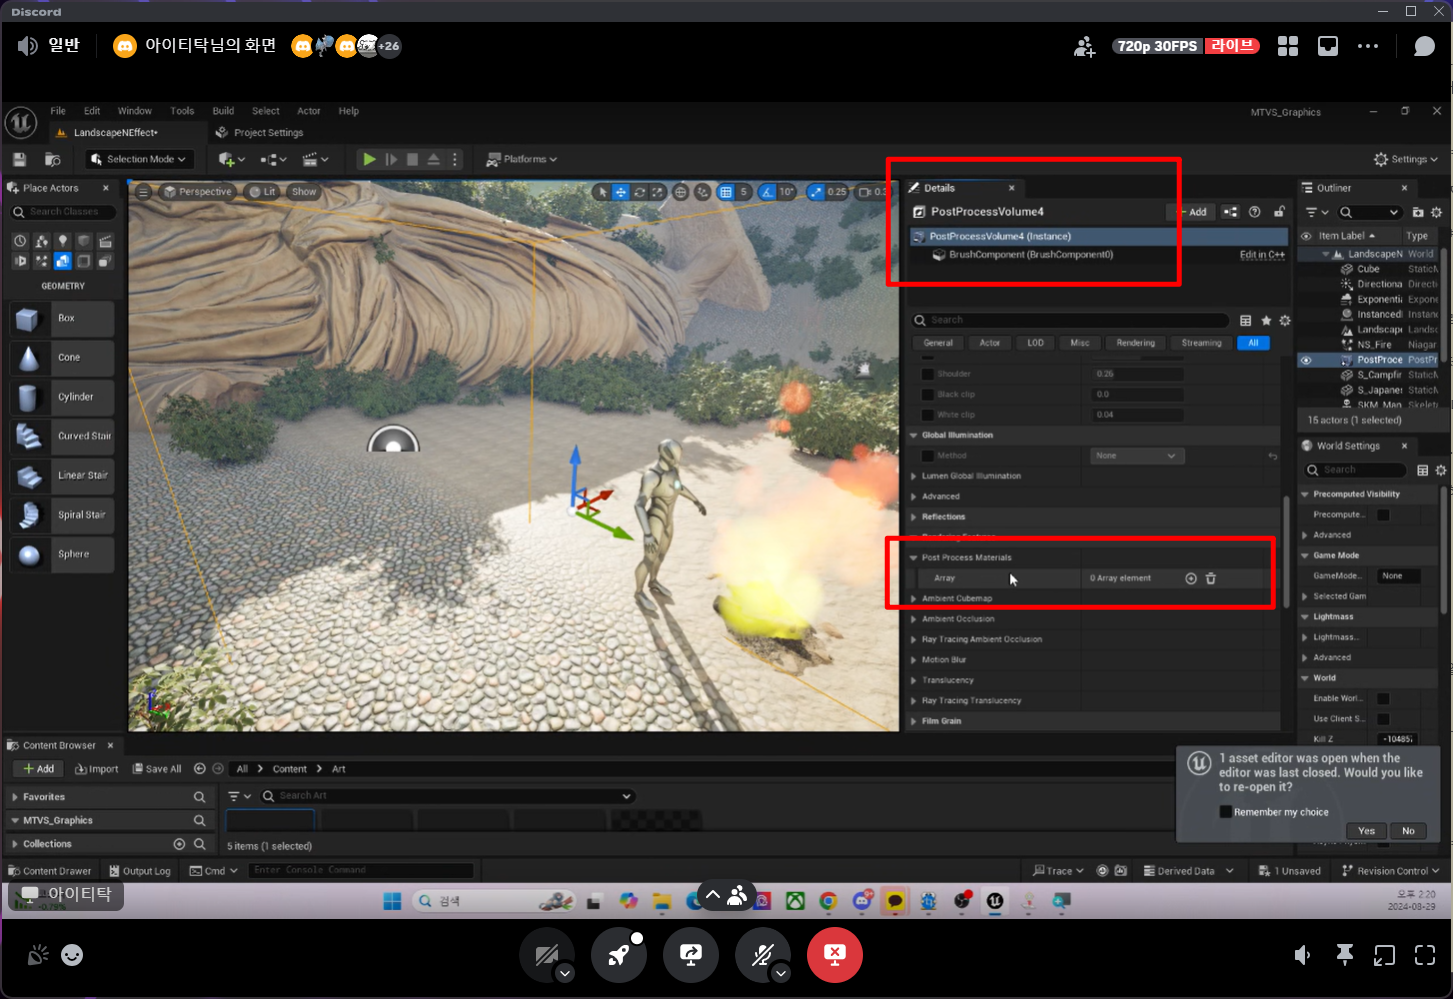 Discord
일반
아이티탁님의 화면
+26
720p 30FPS
라이브
File Edit Window Tools Build Select Actor Help
MTVS_Graphics
LandscapeNEffect•
Project Settings
Selection Mode
Platforms
Settings
Place Actors
Perspective
Lit
Show
5
10°
0.25
Details
Outliner
Search Classes
PostProcessVolume4
Add
PostProcessVolume4 (Instance)
Item Label
Type
BrushComponent (BrushComponent0)
Edit in C++
LandscapeN World
Cube StaticM
Directiona Directi
Exponentia Expone
InstancedI Instanc
Landscape Landsc
NS_Fire Niagar
PostProce PostPr
S_Campfir StaticM
S_Japanes StaticM
SKM_Man Skelet
15 actors (1 selected)
GEOMETRY
Box
Cone
Cylinder
Curved Stair
Linear Stair
Spiral Stair
Sphere
Search
General Actor LOD Misc Rendering Streaming All
Shoulder 0.26
Black clip 0.0
White clip 0.04
Global Illumination
Method None
Lumen Global Illumination
Advanced
Reflections
Rendering Features
Post Process Materials
Array 0 Array element
Ambient Cubemap
Ambient Occlusion
Ray Tracing Ambient Occlusion
Motion Blur
Translucency
Ray Tracing Translucency
Film Grain
World Settings
Search
Precomputed Visibility
Precompute...
Advanced
Game Mode
GameMode... None
Selected Gam
Lightmass
Lightmass...
Advanced
World
Enable Worl...
Use Client S...
Kill Z
Content Browser
Add Import Save All All Content Art
Favorites
Search Art
MTVS_Graphics
Collections
5 items (1 selected)
1 asset editor was open when the
editor was last closed. Would you like
to re-open it?
Remember my choice
Yes No
Content Drawer Output Log Cmd Enter Console Command
Trace Derived Data 1 Unsaved Revision Control
아이티탁
검색
오후 2:20
2024-08-29